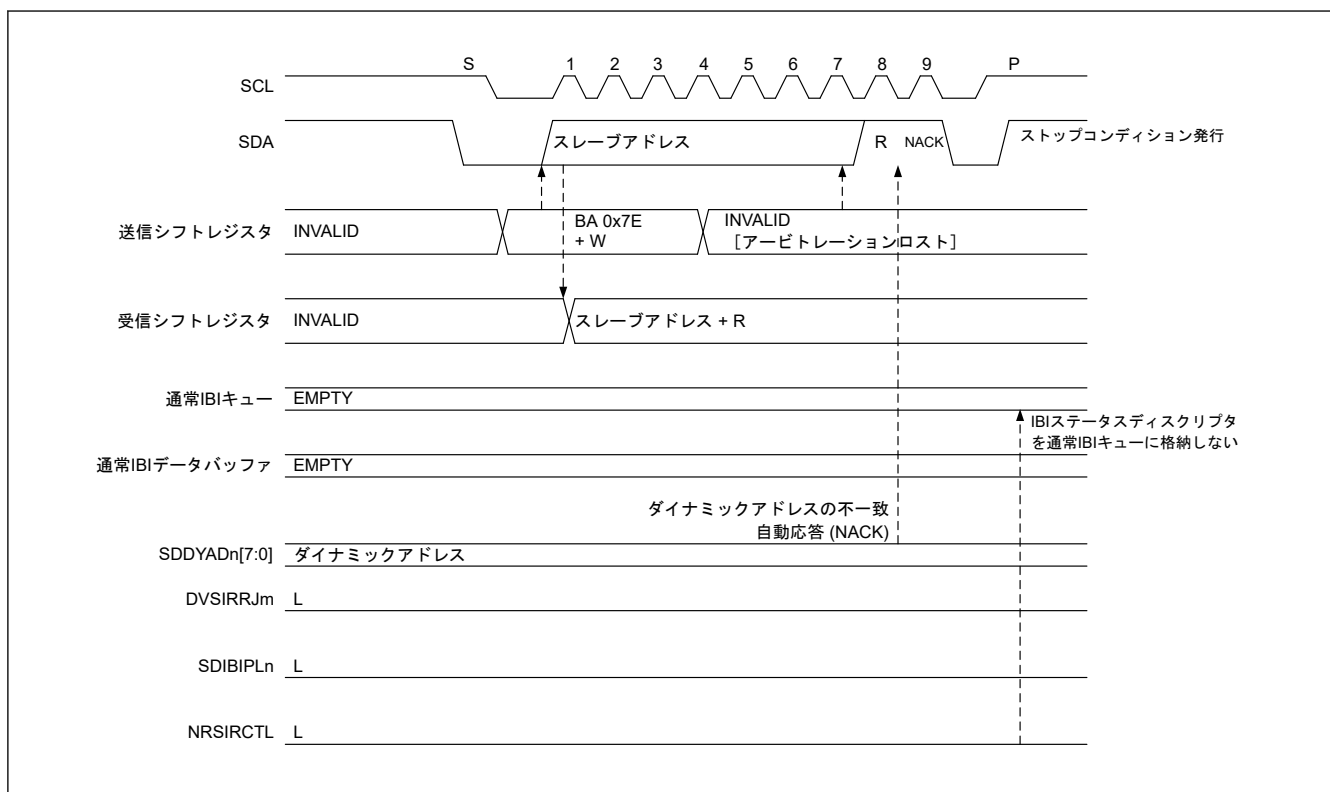 S 1 2 3 4 5 6 7 8 9 P
SCL
SDA
スレーブアドレス
R
NACK
ストップコンディション発行
送信シフトレジスタ
INVALID
BA 0x7E
+ W
INVALID
［アービトレーションロスト］
受信シフトレジスタ
INVALID
スレーブアドレス + R
通常IBIキュー
EMPTY
IBIステータスディスクリプタ
を通常IBIキューに格納しない
通常IBIデータバッファ
EMPTY
ダイナミックアドレスの不一致
自動応答 (NACK)
SDDYADn[7:0]
ダイナミックアドレス
DVSIRRJm
L
SDIBIPLn
L
NRSIRCTL
L